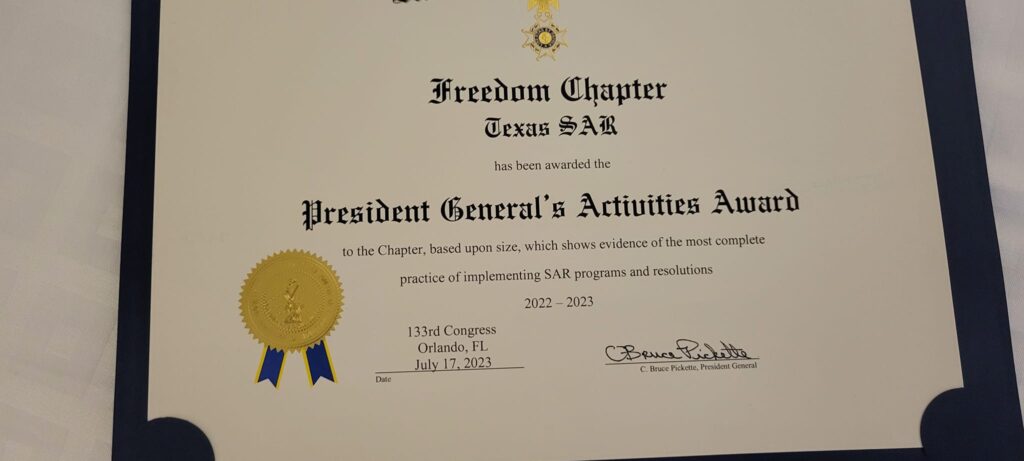 Freedom Chapter
Texas SAR
has been awarded the
President General's Activities Award
to the Chapter, based upon size, which shows evidence of the most complete
practice of implementing SAR programs and resolutions
2022 – 2023
133rd Congress
Orlando, FL
July 17, 2023
Date
C Bruce Pickette
C. Bruce Pickette, President General